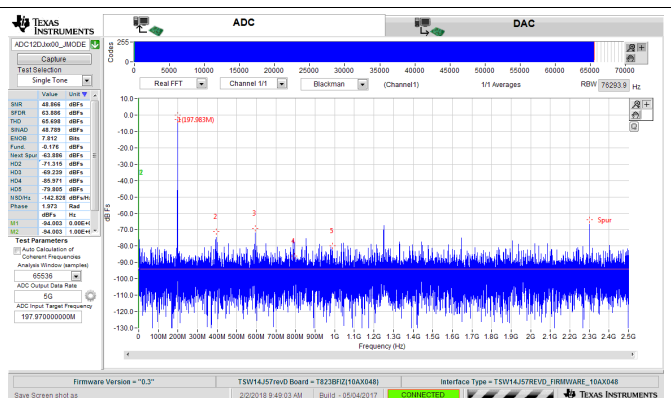 TEXAS INSTRUMENTS
ADC
DAC
ADC12DJxx00_JMODE
Capture
Test Selection
Single Tone
Value Unit
SNR 48.866 dBFs
SFDR 63.886 dBFs
THD 65.698 dBFs
SINAD 48.789 dBFs
ENOB 7.812 Bits
Fund. -0.176 dBFs
Next Spur -63.886 dBFs
HD2 -71.315 dBFs
HD3 -69.239 dBFs
HD4 -85.971 dBFs
HD5 -79.805 dBFs
NSD/Hz -142.828 dBFs/Hz
Phase 1.973 Rad
dBFs Hz
M1 -94.003 0.00E+0
M2 -94.003 1.00E+
Test Parameters
Auto Calculation of
Coherent Frequencies
Analysis Window (samples)
65536
ADC Output Data Rate
5G
ADC Input Target Frequency
197.970000000M
Codes
255
0
0 5000 10000 15000 20000 25000 30000 35000 40000 45000 50000 55000 60000 65000 70000
Real FFT Channel 1/1 Blackman (Channel1) 1/1 Averages RBW 76293.9 Hz
dBFs
10.0
0.0
-10.0
-20.0
-30.0
-40.0
-50.0
-60.0
-70.0
-80.0
-90.0
-100.0
-110.0
-120.0
-130.0
1(197.983M)
2
2
3
4
5
Spur
0 100M 200M 300M 400M 500M 600M 700M 800M 900M 1G 1.1G 1.2G 1.3G 1.4G 1.5G 1.6G 1.7G 1.8G 1.9G 2G 2.1G 2.2G 2.3G 2.4G 2.5G
Frequency (Hz)
Firmware Version = "0.3" TSW14J57revD Board = T823BFIZ(10AX048) Interface Type = TSW14J57REVD_FIRMWARE_10AX048
Save Screen shot as 2/2/2018 9:49:03 AM Build - 05/04/2017 CONNECTED TEXAS INSTRUMENTS